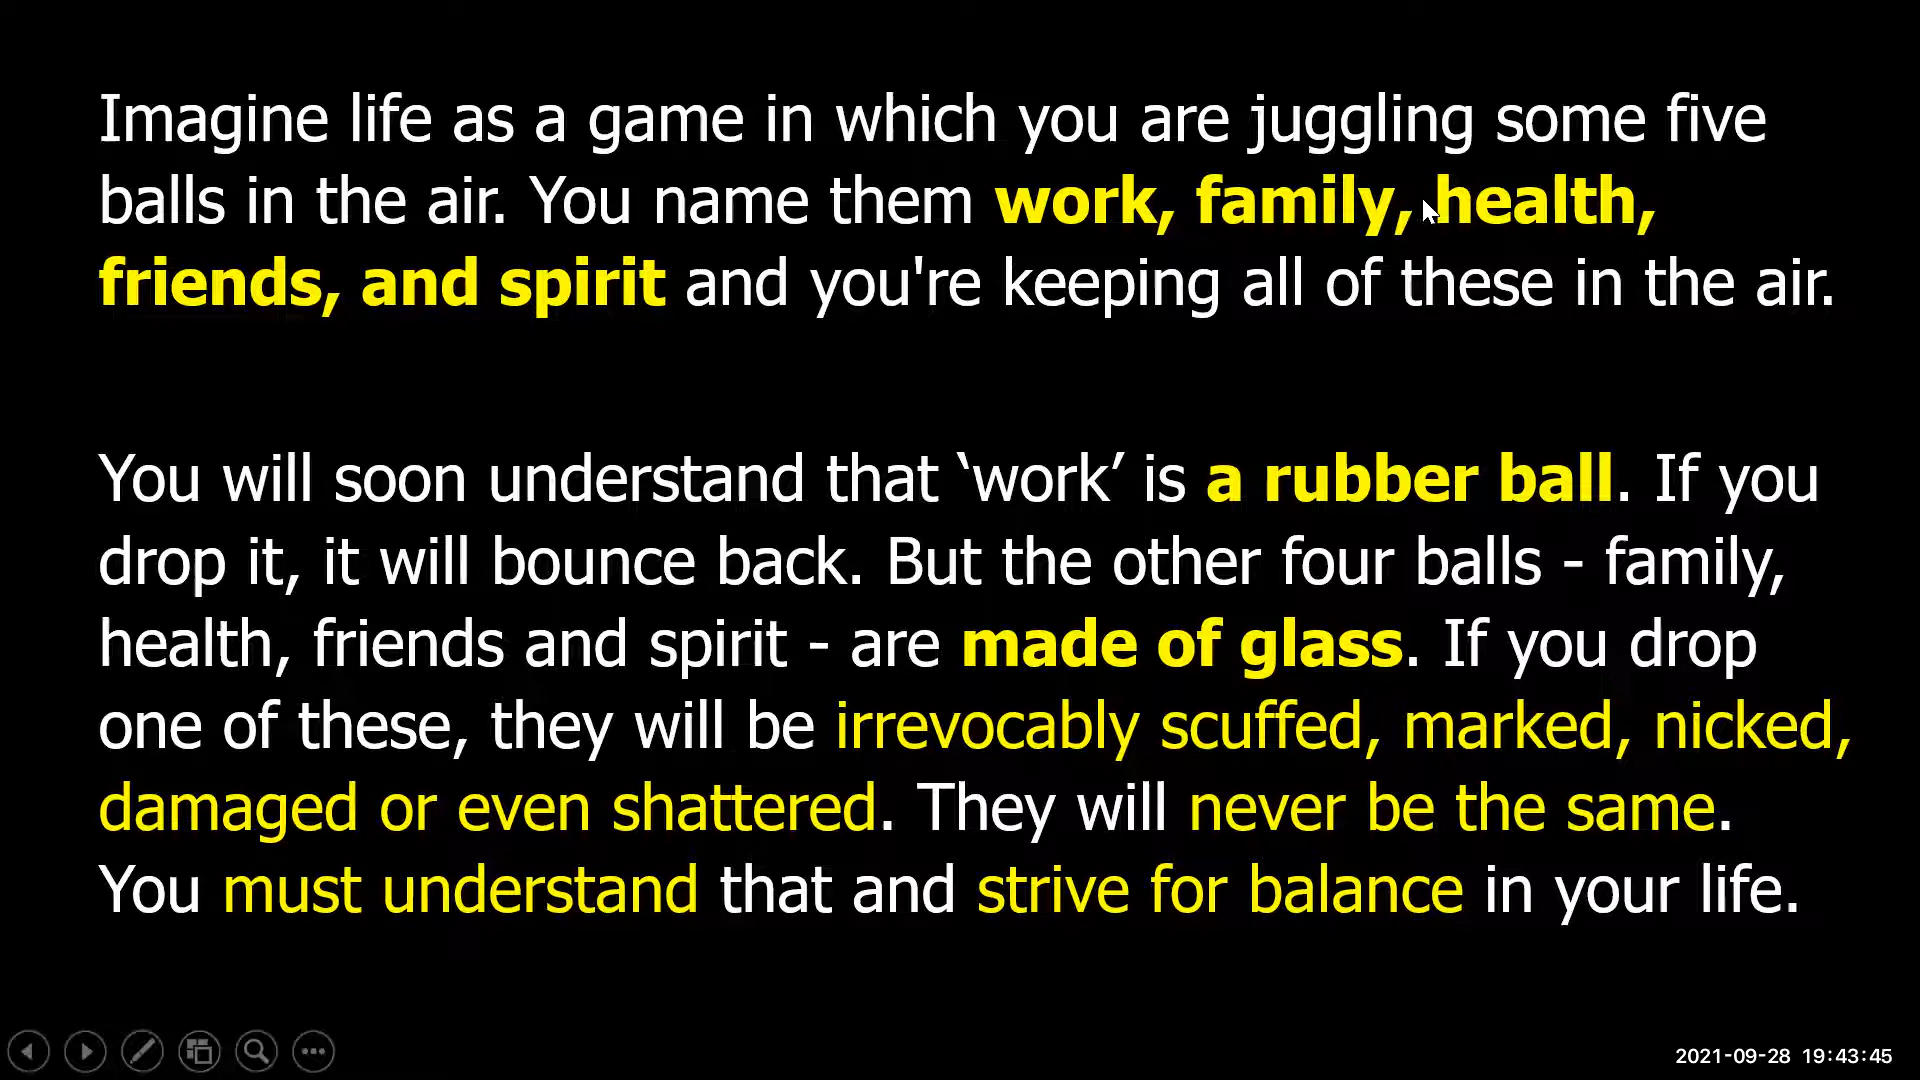 Imagine life as a game in which you are juggling some five
balls in the air. You name them work, family, health,
friends, and spirit and you're keeping all of these in the air.
You will soon understand that ‘work’ is a rubber ball. If you
drop it, it will bounce back. But the other four balls - family,
health, friends and spirit - are made of glass. If you drop
one of these, they will be irrevocably scuffed, marked, nicked,
damaged or even shattered. They will never be the same.
You must understand that and strive for balance in your life.
2021-09-28 19:43:45